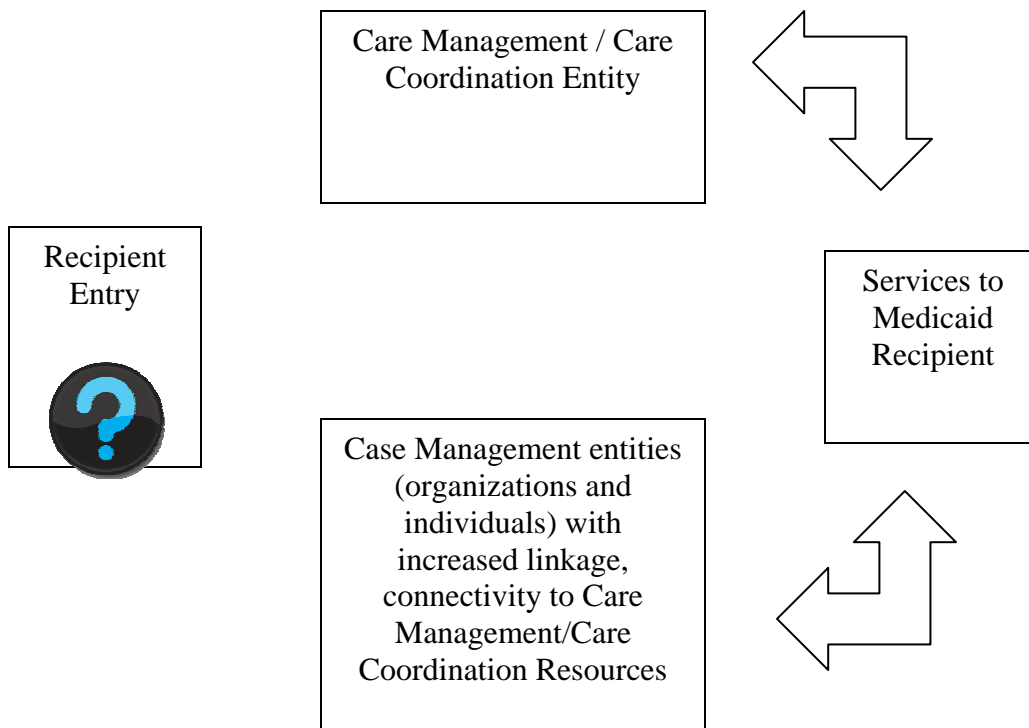 Care Management / Care
Coordination Entity
Recipient
Entry
Services to
Medicaid
Recipient
Case Management entities
(organizations and
individuals) with
increased linkage,
connectivity to Care
Management/Care
Coordination Resources